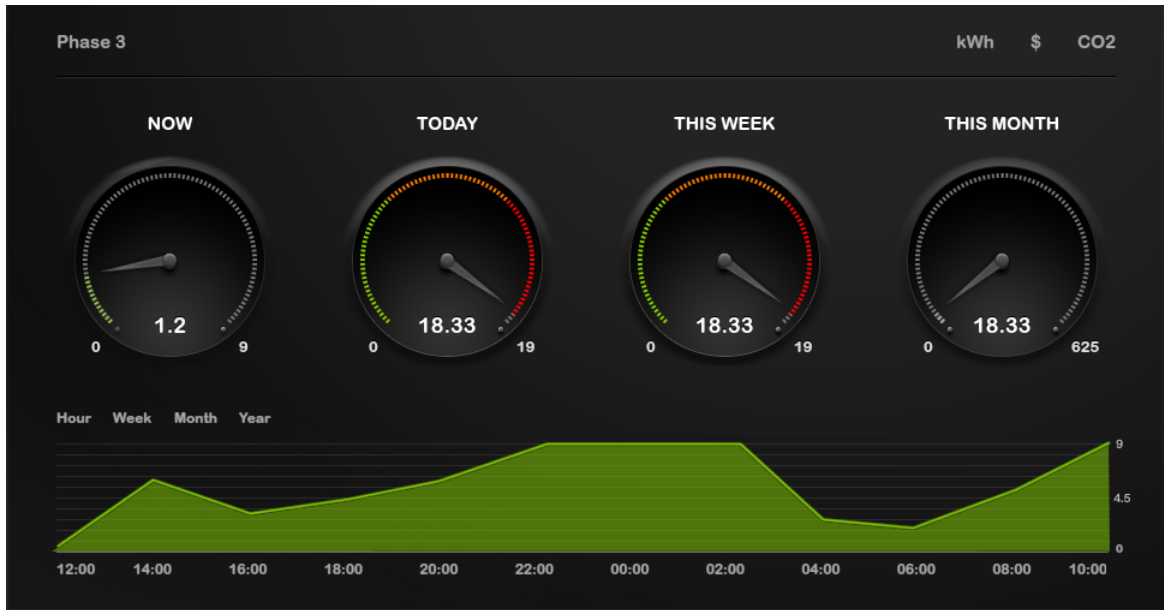 Phase 3 kWh $ CO2
NOW TODAY THIS WEEK THIS MONTH
1.2 18.33 18.33 18.33
0 9 0 19 0 19 0 625
Hour Week Month Year
9
4.5
0
12:00 14:00 16:00 18:00 20:00 22:00 00:00 02:00 04:00 06:00 08:00 10:00